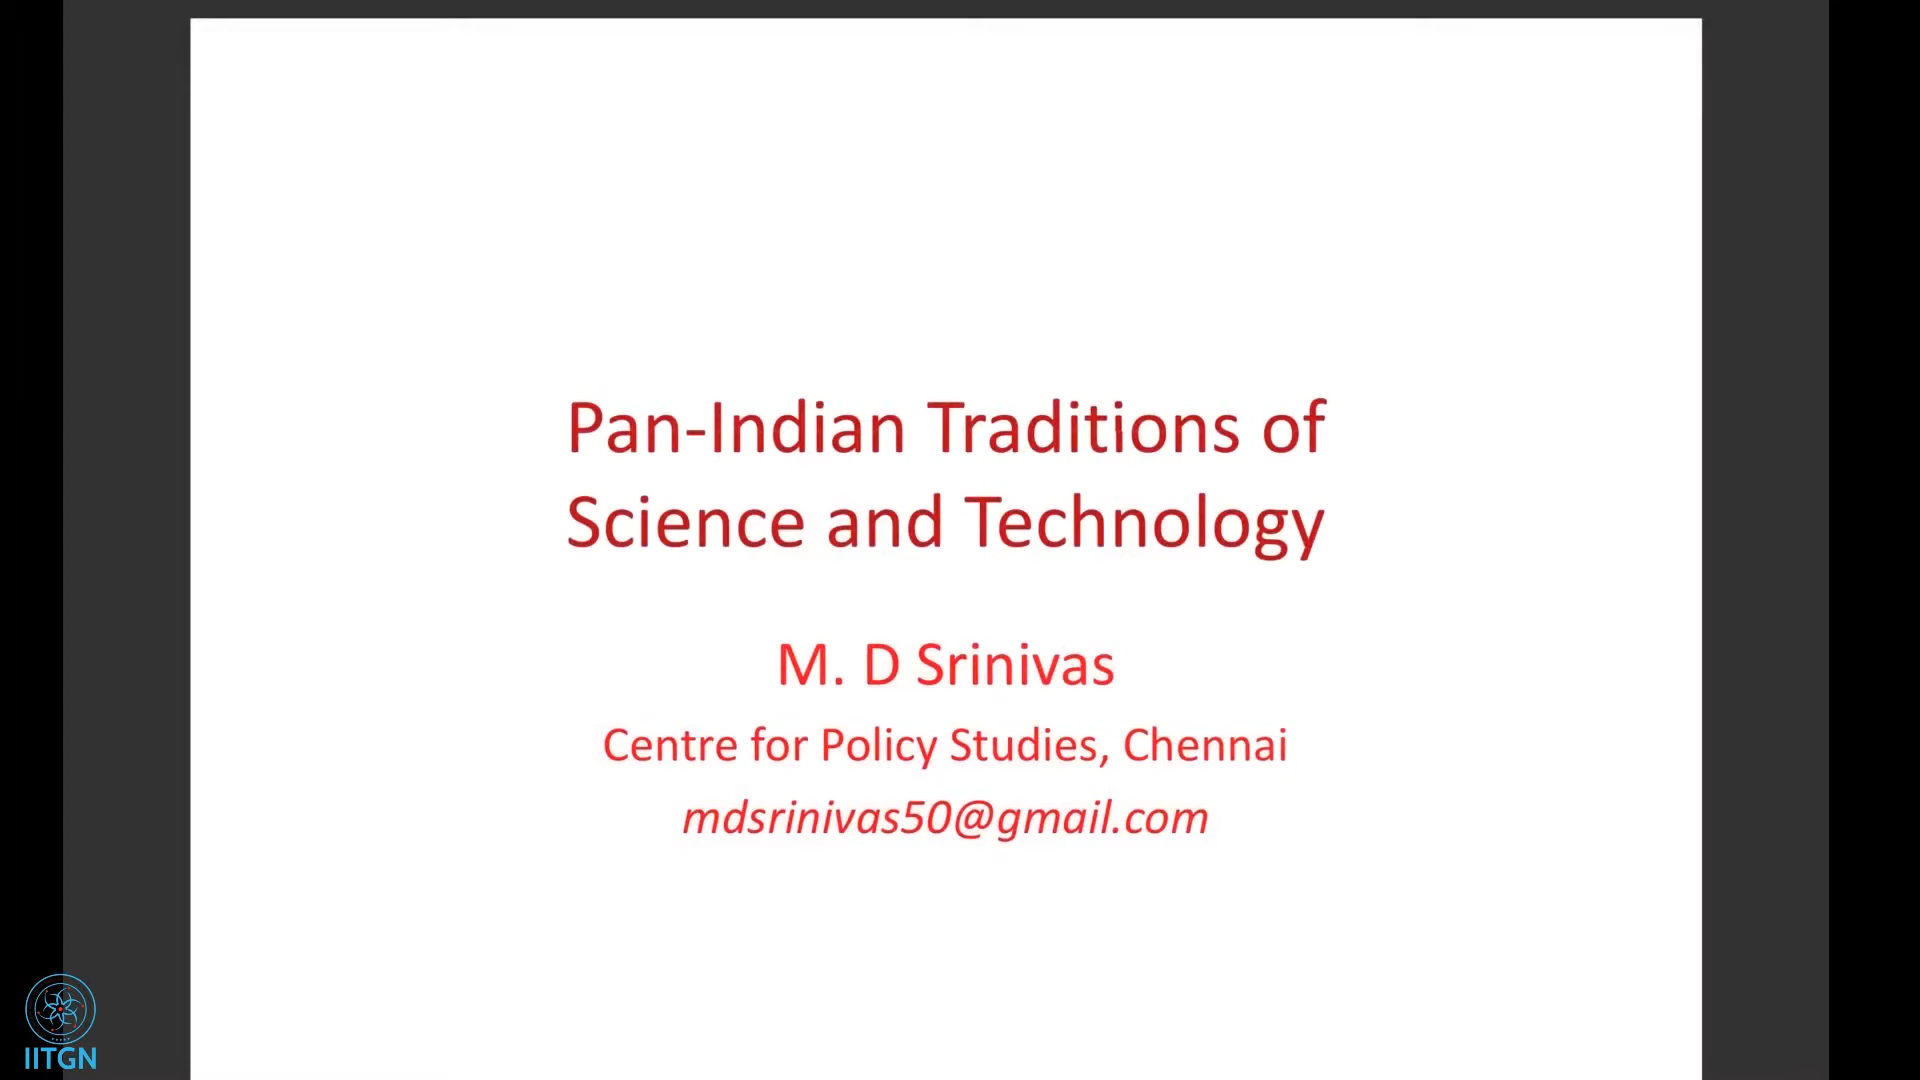 Pan-Indian Traditions of
Science and Technology
M. D Srinivas
Centre for Policy Studies, Chennai
mdsrinivas50@gmail.com
IITGN